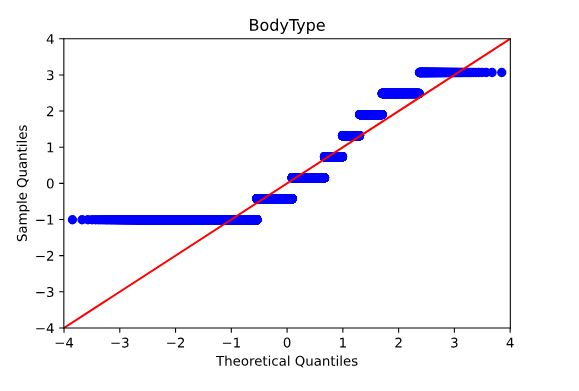 BodyType
4
3
2
1
0
−1
−2
−3
−4
Sample Quantiles
−4 −3 −2 −1 0 1 2 3 4
Theoretical Quantiles